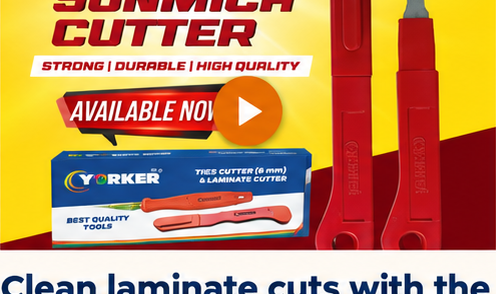 SUNMICA
CUTTER
STRONG | DURABLE | HIGH QUALITY
AVAILABLE NOW
YORKER
TIES CUTTER (6 mm)
& LAMINATE CUTTER
BEST QUALITY
TOOLS
Clean laminate cuts with the